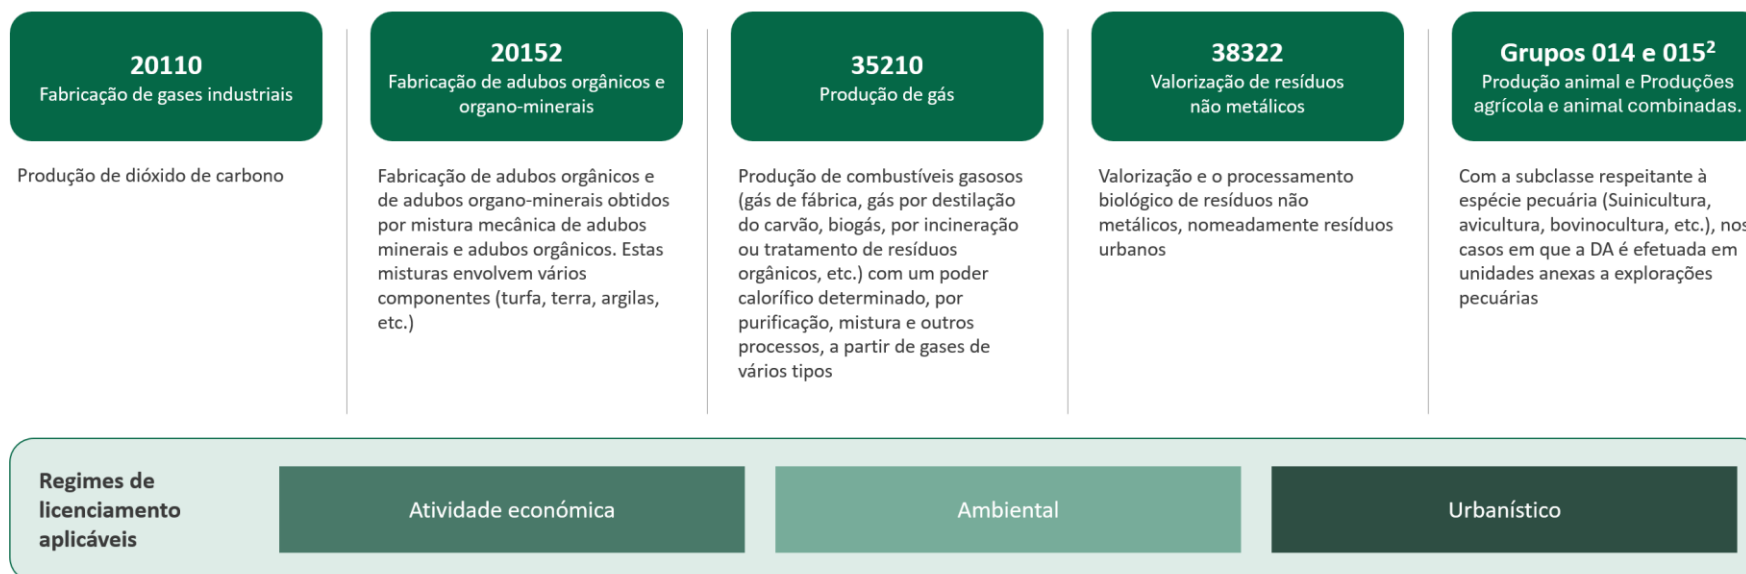 20110
Fabricação de gases industriais
Produção de dióxido de carbono
20152
Fabricação de adubos orgânicos e
organo-minerais
Fabricação de adubos orgânicos e
de adubos organo-minerais obtidos
por mistura mecânica de adubos
minerais e adubos orgânicos. Estas
misturas envolvem vários
componentes (turfa, terra, argilas,
etc.)
35210
Produção de gás
Produção de combustíveis gasosos
(gás de fábrica, gás por destilação
do carvão, biogás, por incineração
ou tratamento de resíduos
orgânicos, etc.) com um poder
calorífico determinado, por
purificação, mistura e outros
processos, a partir de gases de
vários tipos
38322
Valorização de resíduos
não metálicos
Valorização e o processamento
biológico de resíduos não
metálicos, nomeadamente resíduos
urbanos
Grupos 014 e 015²
Produção animal e Produções
agrícola e animal combinadas.
Com a subclasse respeitante à
espécie pecuária (Suinicultura,
avicultura, bovinocultura, etc.), nos
casos em que a DA é efetuada em
unidades anexas a explorações
pecuárias
Regimes de
licenciamento
aplicáveis
Atividade económica
Ambiental
Urbanístico